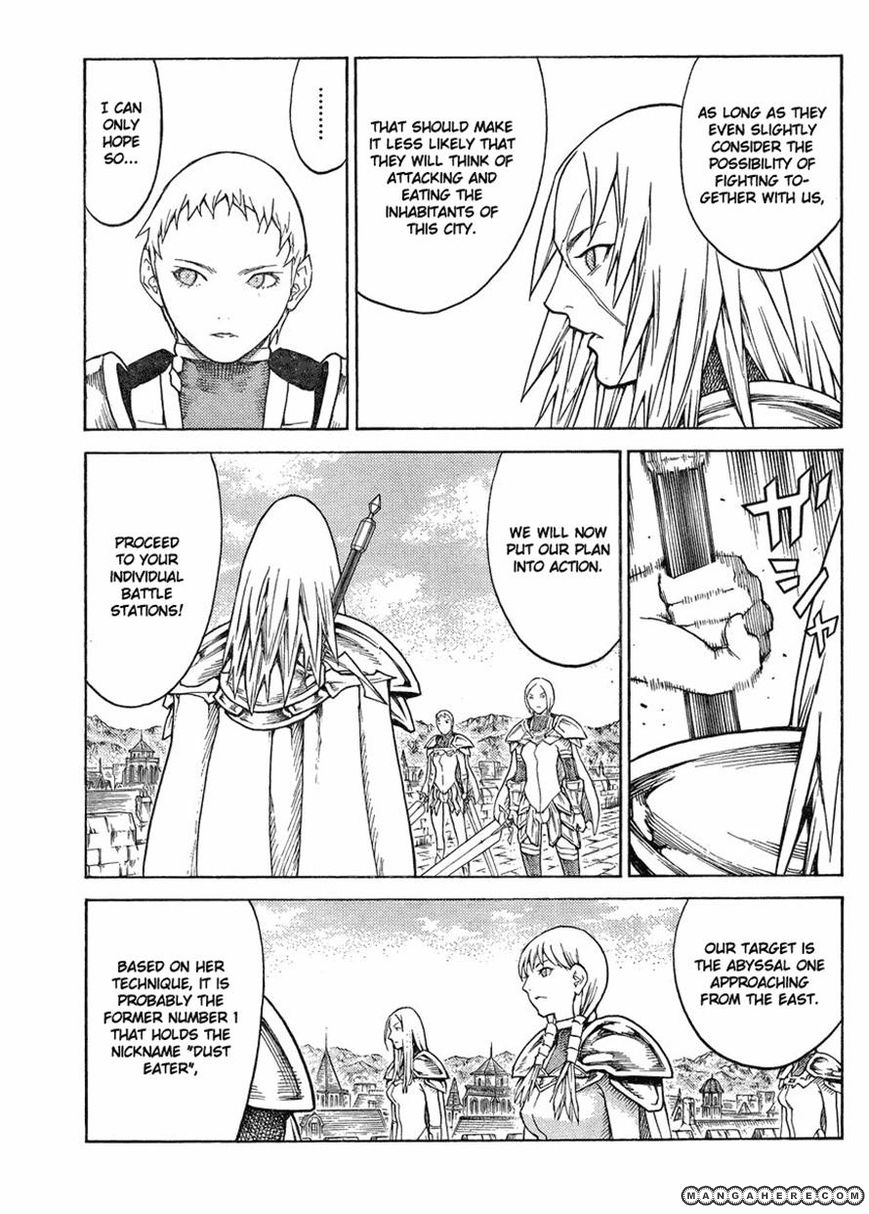 AS LONG AS THEY
EVEN SLIGHTLY
CONSIDER THE
POSSIBILITY OF
FIGHTING TO-
GETHER WITH US,
THAT SHOULD MAKE
IT LESS LIKELY THAT
THEY WILL THINK OF
ATTACKING AND
EATING THE
INHABITANTS OF
THIS CITY.
.........
I CAN
ONLY
HOPE
SO...
ガシャ
WE WILL NOW
PUT OUR PLAN
INTO ACTION.
PROCEED
TO YOUR
INDIVIDUAL
BATTLE
STATIONS!
OUR TARGET IS
THE ABYSSAL ONE
APPROACHING
FROM THE EAST.
BASED ON HER
TECHNIQUE, IT IS
PROBABLY THE
FORMER NUMBER 1
THAT HOLDS THE
NICKNAME "DUST
EATER",
MANGAHERE.COM